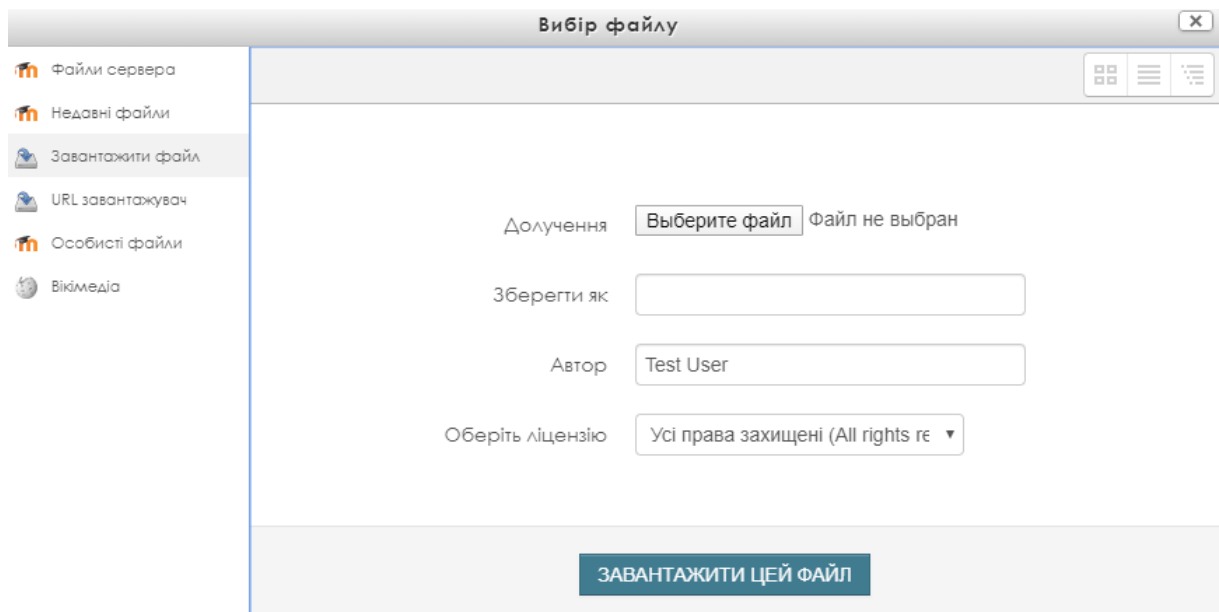 Вибір файлу
Файли сервера
Недавні файли
Завантажити файл
URL завантажувач
Особисті файли
Вікімедіа
Долучення Выберите файл Файл не выбран
Зберегти як
Автор Test User
Оберіть ліцензію Усі права захищені (All rights re
ЗАВАНТАЖИТИ ЦЕЙ ФАЙЛ